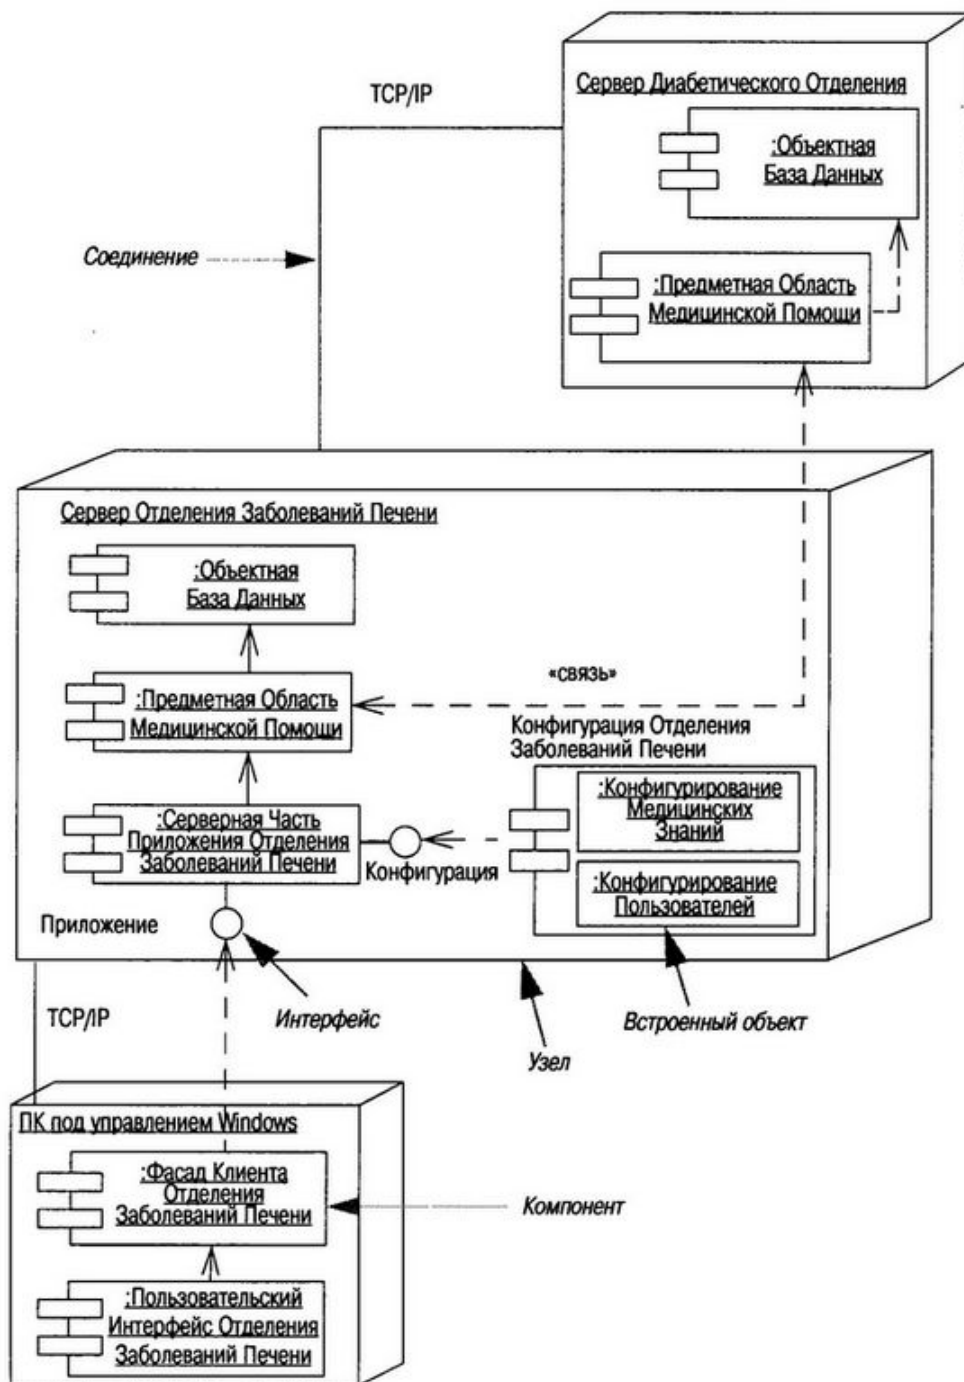 TCP/IP
Сервер Диабетического Отделения
:Объектная
База Данных
Соединение
:Предметная Область
Медицинской Помощи
Сервер Отделения Заболеваний Печени
:Объектная
База Данных
«связь»
:Предметная Область
Медицинской Помощи
Конфигурация Отделения
Заболеваний Печени
:Конфигурирование
Медицинских
Знаний
:Серверная Часть
Приложения Отделения
Заболеваний Печени
Конфигурация
:Конфигурирование
Пользователей
Приложение
TCP/IP
Интерфейс
Встроенный объект
Узел
ПК под управлением Windows
:Фасад Клиента
Отделения
Заболеваний Печени
Компонент
:Пользовательский
Интерфейс Отделения
Заболеваний Печени